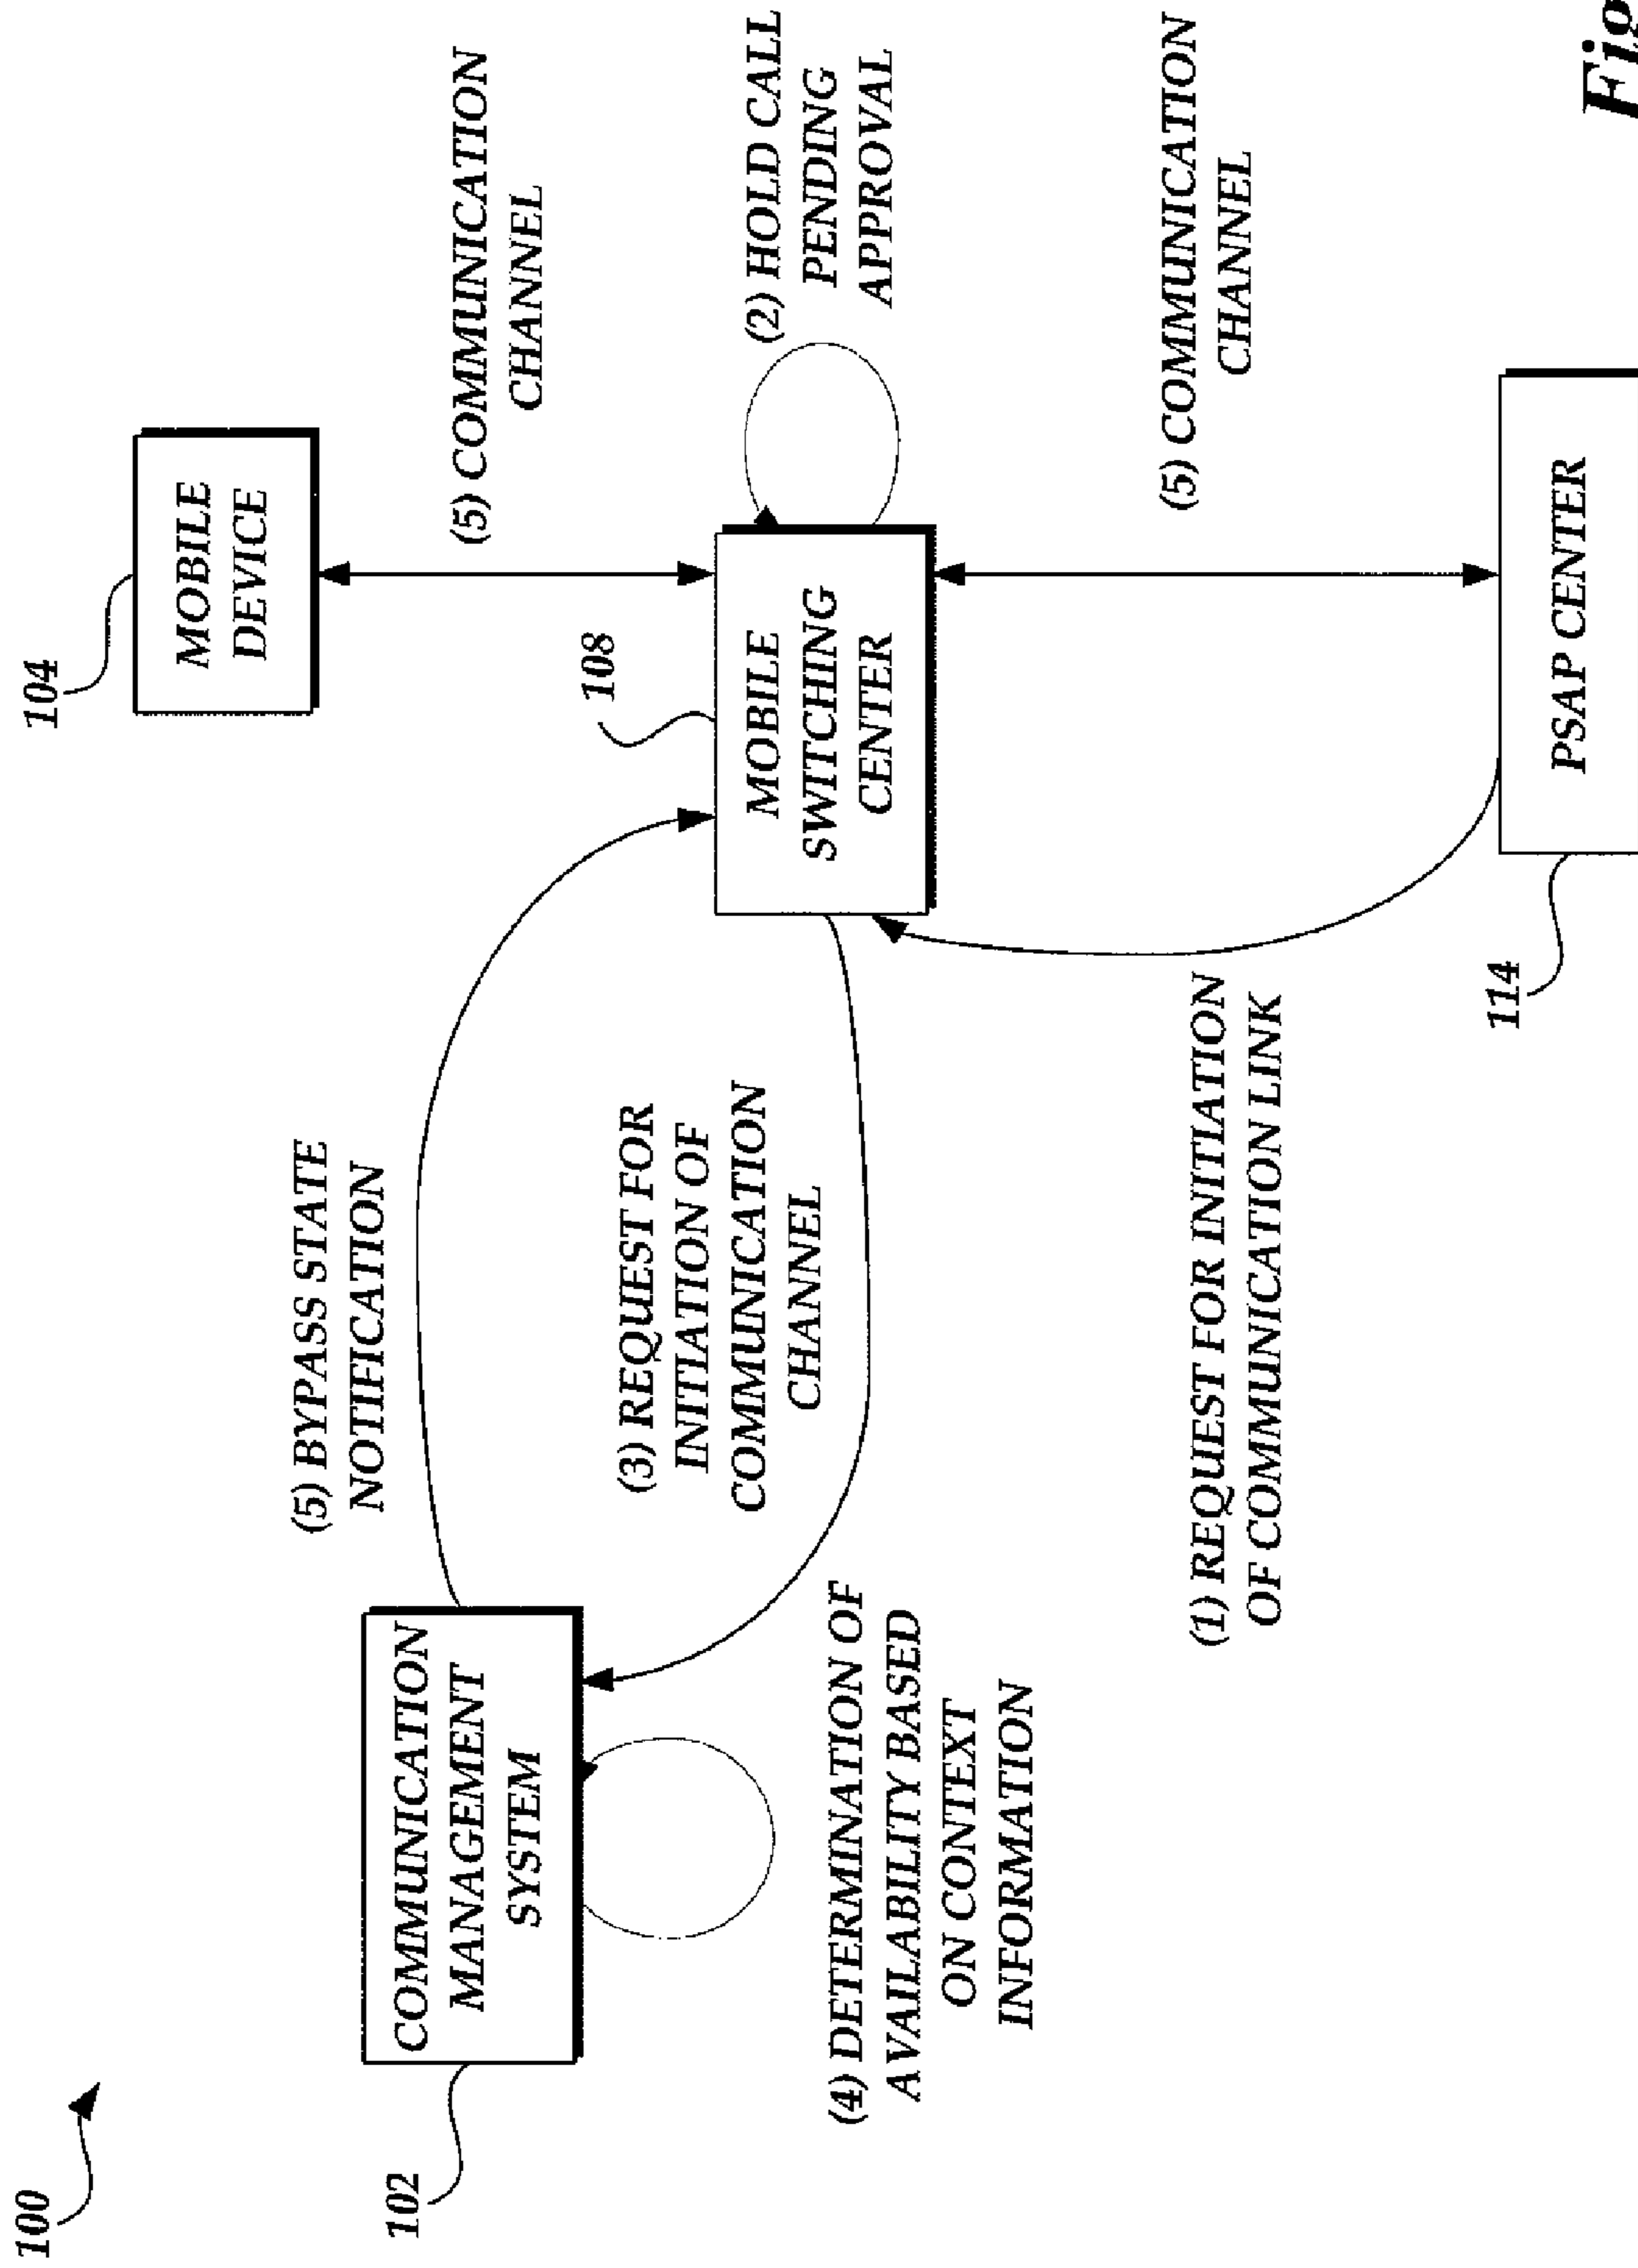 100
102
COMMUNICATION
MANAGEMENT
SYSTEM
(4) DETERMINATION OF
AVAILABILITY BASED
ON CONTEXT
INFORMATION
(5) BYPASS STATE
NOTIFICATION
(3) REQUEST FOR
INITIATION OF
COMMUNICATION
CHANNEL
(1) REQUEST FOR INITIATION
OF COMMUNICATION LINK
104
MOBILE
DEVICE
(5) COMMUNICATION
CHANNEL
108
MOBILE
SWITCHING
CENTER
(2) HOLD CALL
PENDING
APPROVAL
(5) COMMUNICATION
CHANNEL
114
PSAP CENTER
Fig